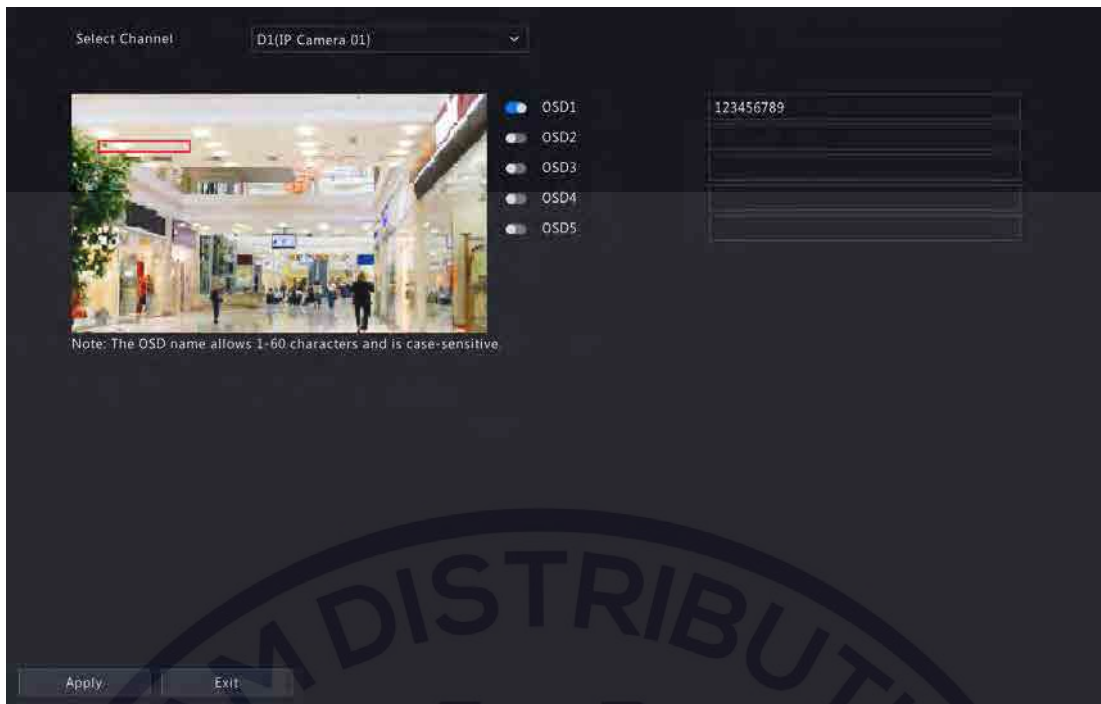 Select Channel
D1(IP Camera 01)
OSD1
123456789
OSD2
OSD3
OSD4
OSD5
Note: The OSD name allows 1-60 characters and is case-sensitive
DISTRIBUT
Apply
Exit